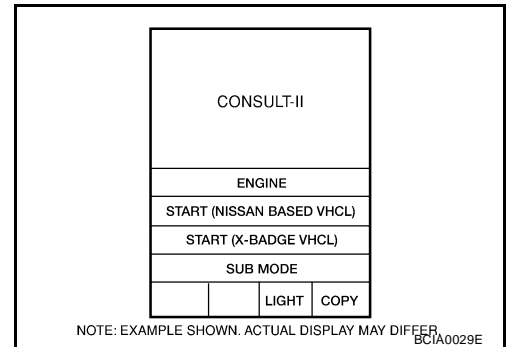 CONSULT-II
ENGINE
START (NISSAN BASED VHCL)
START (X-BADGE VHCL)
SUB MODE
LIGHT COPY
NOTE: EXAMPLE SHOWN. ACTUAL DISPLAY MAY DIFFER.
BCIA0029E